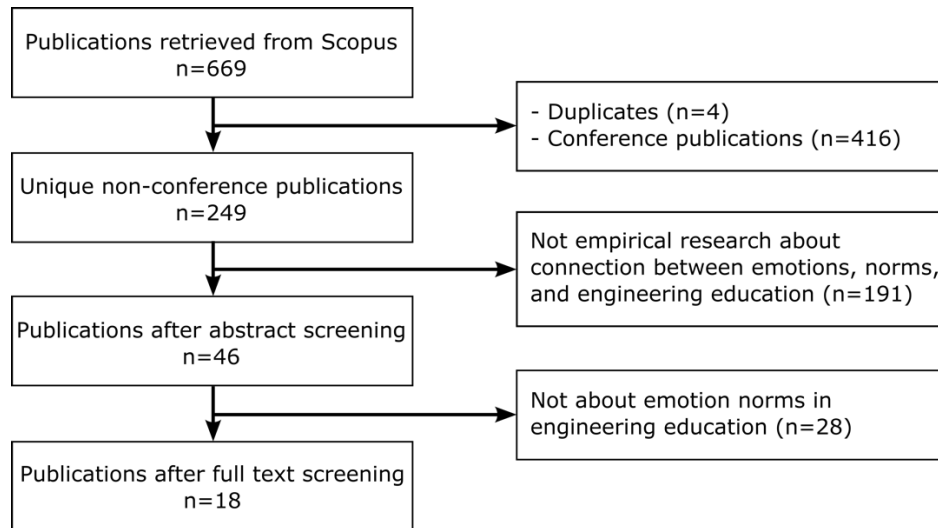 Publications retrieved from Scopus
n=669
- Duplicates (n=4)
- Conference publications (n=416)
Unique non-conference publications
n=249
Not empirical research about
connection between emotions, norms,
and engineering education (n=191)
Publications after abstract screening
n=46
Not about emotion norms in
engineering education (n=28)
Publications after full text screening
n=18